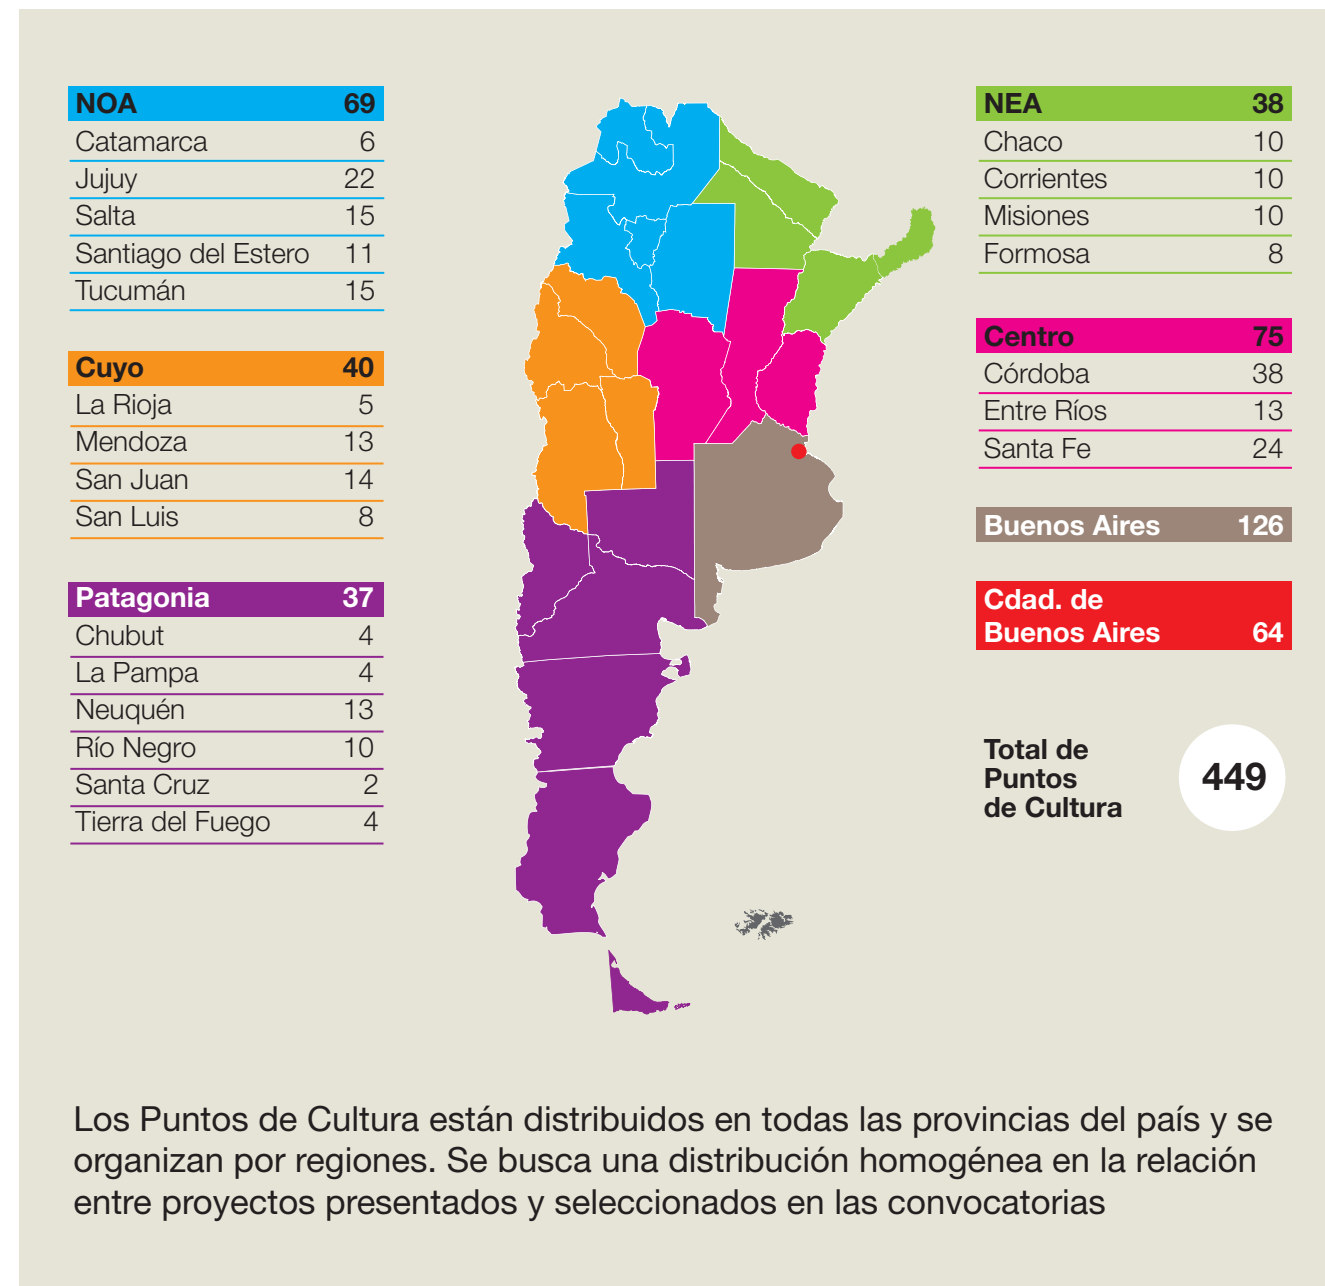 NOA 69
Catamarca 6
Jujuy 22
Salta 15
Santiago del Estero 11
Tucumán 15
Cuyo 40
La Rioja 5
Mendoza 13
San Juan 14
San Luis 8
Patagonia 37
Chubut 4
La Pampa 4
Neuquén 13
Río Negro 10
Santa Cruz 2
Tierra del Fuego 4
NEA 38
Chaco 10
Corrientes 10
Misiones 10
Formosa 8
Centro 75
Córdoba 38
Entre Ríos 13
Santa Fe 24
Buenos Aires 126
Cdad. de
Buenos Aires 64
Total de
Puntos
de Cultura
449
Los Puntos de Cultura están distribuidos en todas las provincias del país y se
organizan por regiones. Se busca una distribución homogénea en la relación
entre proyectos presentados y seleccionados en las convocatorias